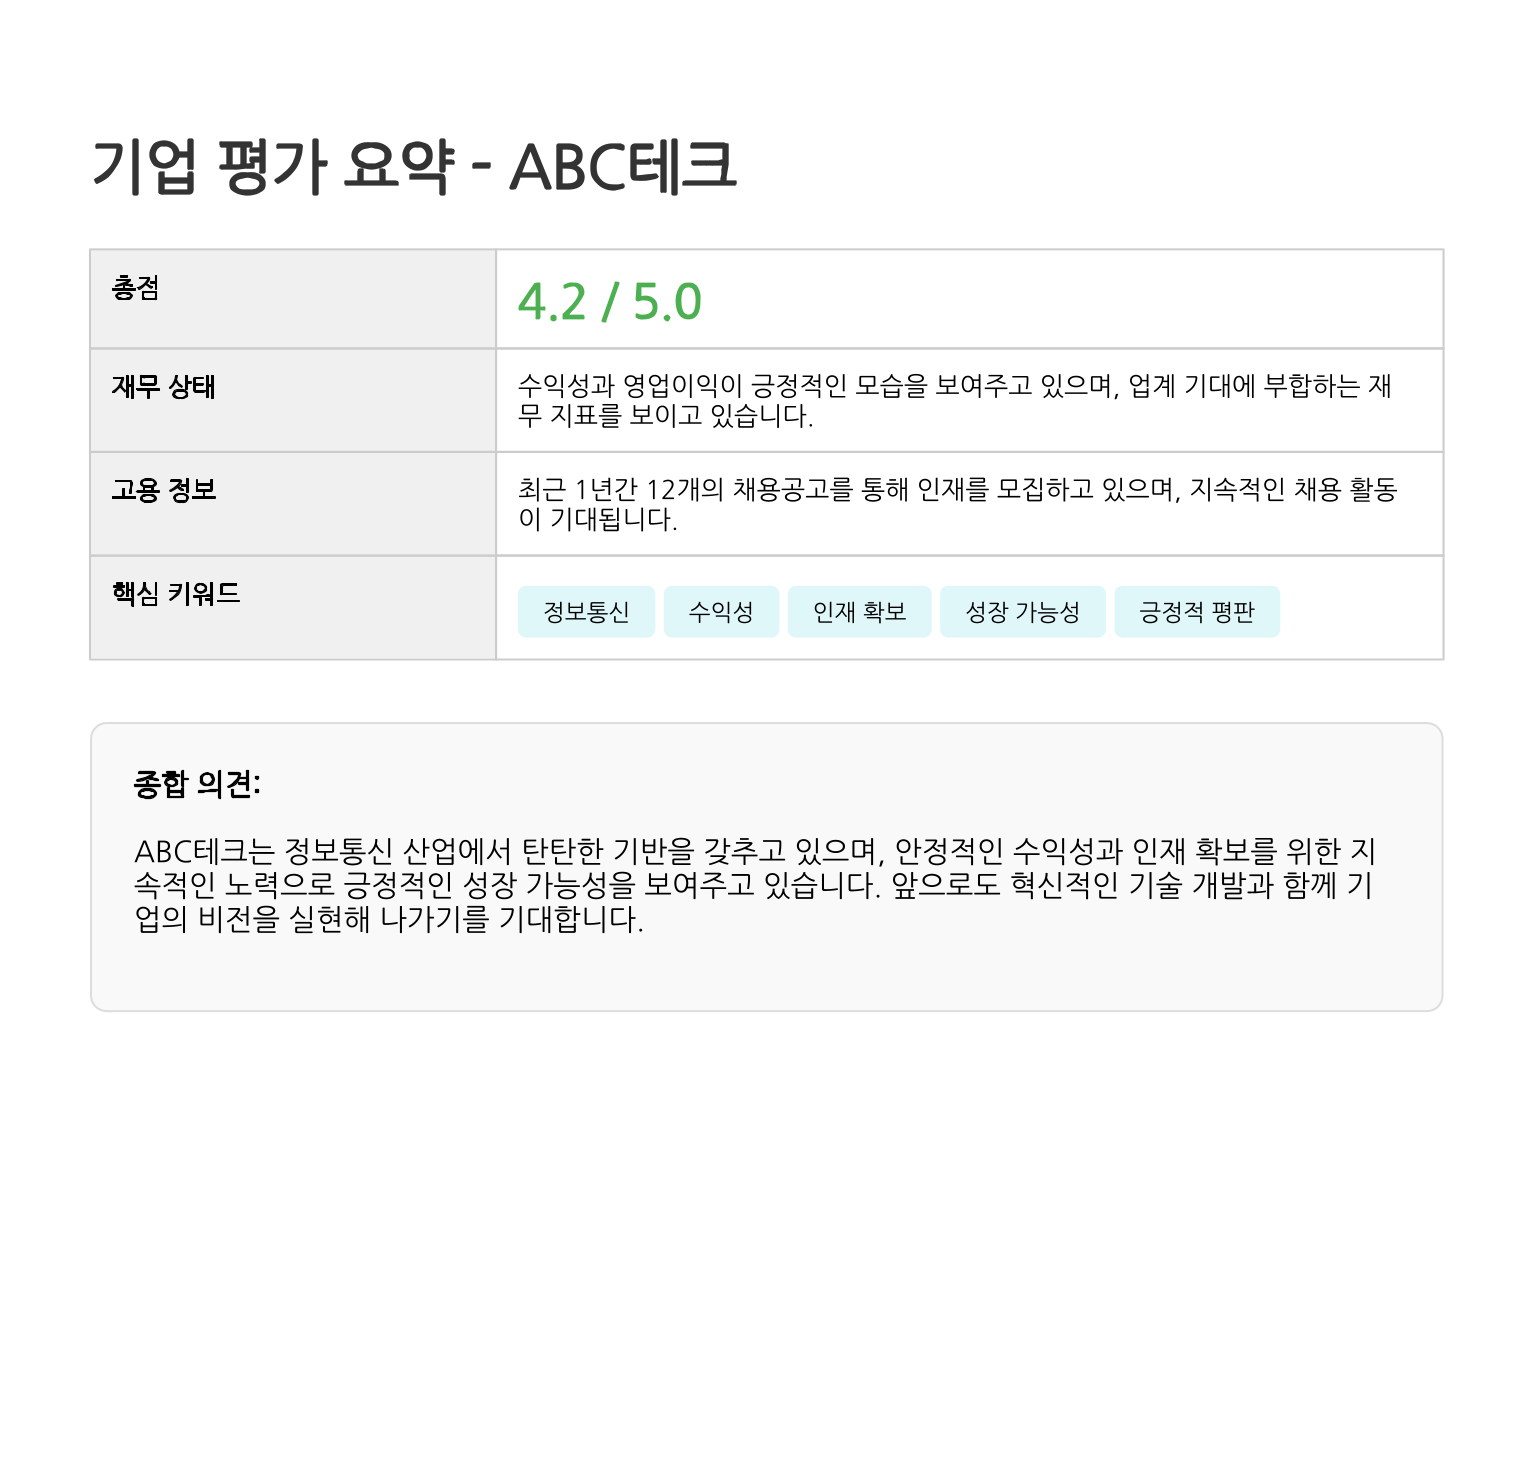 기업 평가 요약 - ABC테크
총점
4.2 / 5.0
재무 상태
수익성과 영업이익이 긍정적인 모습을 보여주고 있으며, 업계 기대에 부합하는 재
무 지표를 보이고 있습니다.
고용 정보
최근 1년간 12개의 채용공고를 통해 인재를 모집하고 있으며, 지속적인 채용 활동
이 기대됩니다.
핵심 키워드
정보통신 수익성 인재 확보 성장 가능성 긍정적 평판
종합 의견:
ABC테크는 정보통신 산업에서 탄탄한 기반을 갖추고 있으며, 안정적인 수익성과 인재 확보를 위한 지
속적인 노력으로 긍정적인 성장 가능성을 보여주고 있습니다. 앞으로도 혁신적인 기술 개발과 함께 기
업의 비전을 실현해 나가기를 기대합니다.